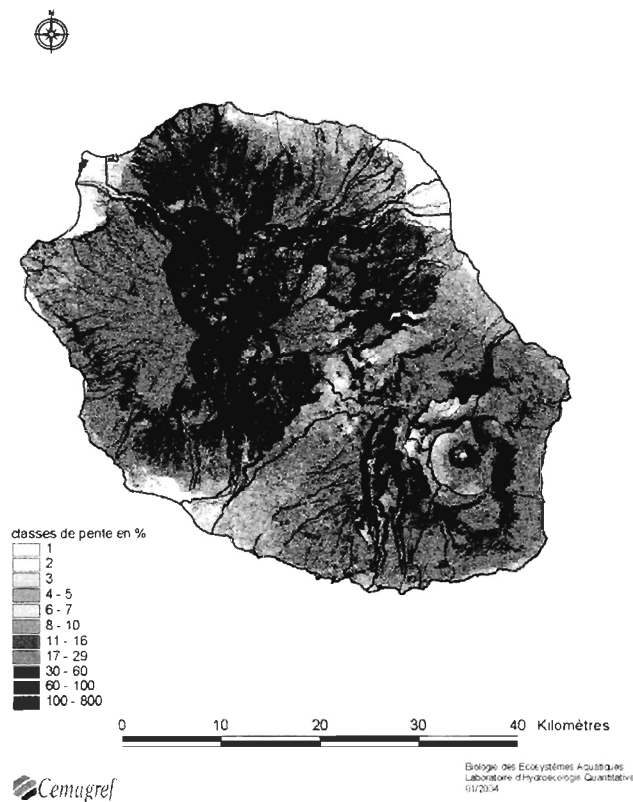 N
classes de pente en %
1
2
3
4 - 5
6 - 7
8 - 10
11 - 16
17 - 29
30 - 60
60 - 100
100 - 800
0 10 20 30 40 Kilomètres
Biologie des Ecosystèmes Aquatiques
Laboratoire d'Hydroécologie Quantitative
01/2004
Cemagref